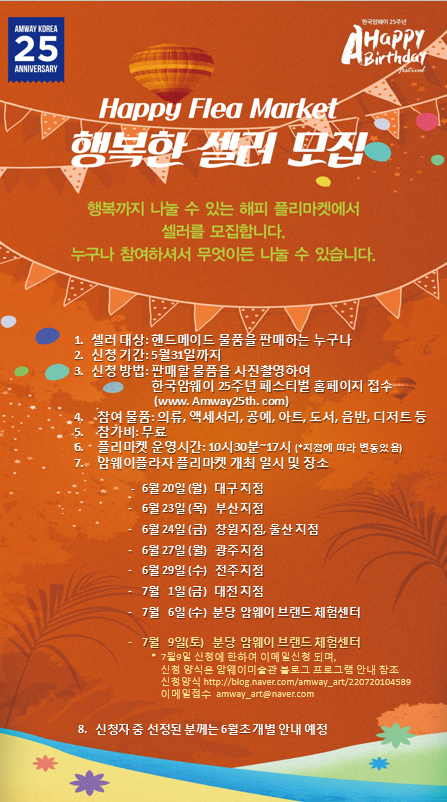 AMWAY KOREA
25
ANNIVERSARY
한국암웨이 25주년
A HAPPY
Birthday
festival
Happy Flea Market
행복한 셀러 모집
행복까지 나눌 수 있는 해피 플리마켓에서
셀러를 모집합니다.
누구나 참여하셔서 무엇이든 나눌 수 있습니다.
1. 셀러 대상: 핸드메이드 물품을 판매하는 누구나
2. 신청 기간: 5월31일까지
3. 신청 방법: 판매할 물품을 사진촬영하여
한국암웨이 25주년 페스티벌 홈페이지 접수
(www. Amway25th. com)
4. 참여 물품: 의류, 액세서리, 공예, 아트, 도서, 음반, 디저트 등
5. 참가비: 무료
6. 플리마켓 운영시간: 10시30분~17시 (*지점에 따라 변동있음)
7. 암웨이플라자 플리마켓 개최 일시 및 장소
- 6월 20일(월) 대구지점
- 6월 23일(목) 부산지점
- 6월 24일(금) 창원지점, 울산지점
- 6월 27일(월) 광주지점
- 6월 29일(수) 전주지점
- 7월 1일(금) 대전지점
- 7월 6일(수) 분당 암웨이 브랜드 체험센터
- 7월 9일(토) 분당 암웨이 브랜드 체험센터
* 7월9일 신청에 한하여 이메일신청 되며,
신청 양식은 암웨이미술관 블로그 프로그램 안내 참조
신청양식 http://blog.naver.com/amway_art/220720104589
이메일접수 amway_art@naver.com
8. 신청자 중 선정된 분께는 6월초 개별 안내 예정